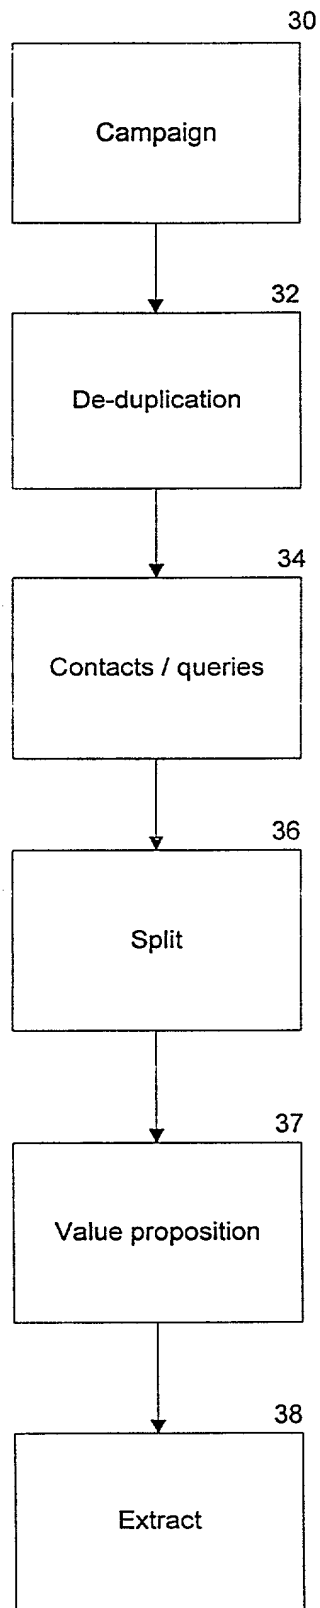 30
Campaign
32
De-duplication
34
Contacts / queries
36
Split
37
Value proposition
38
Extract